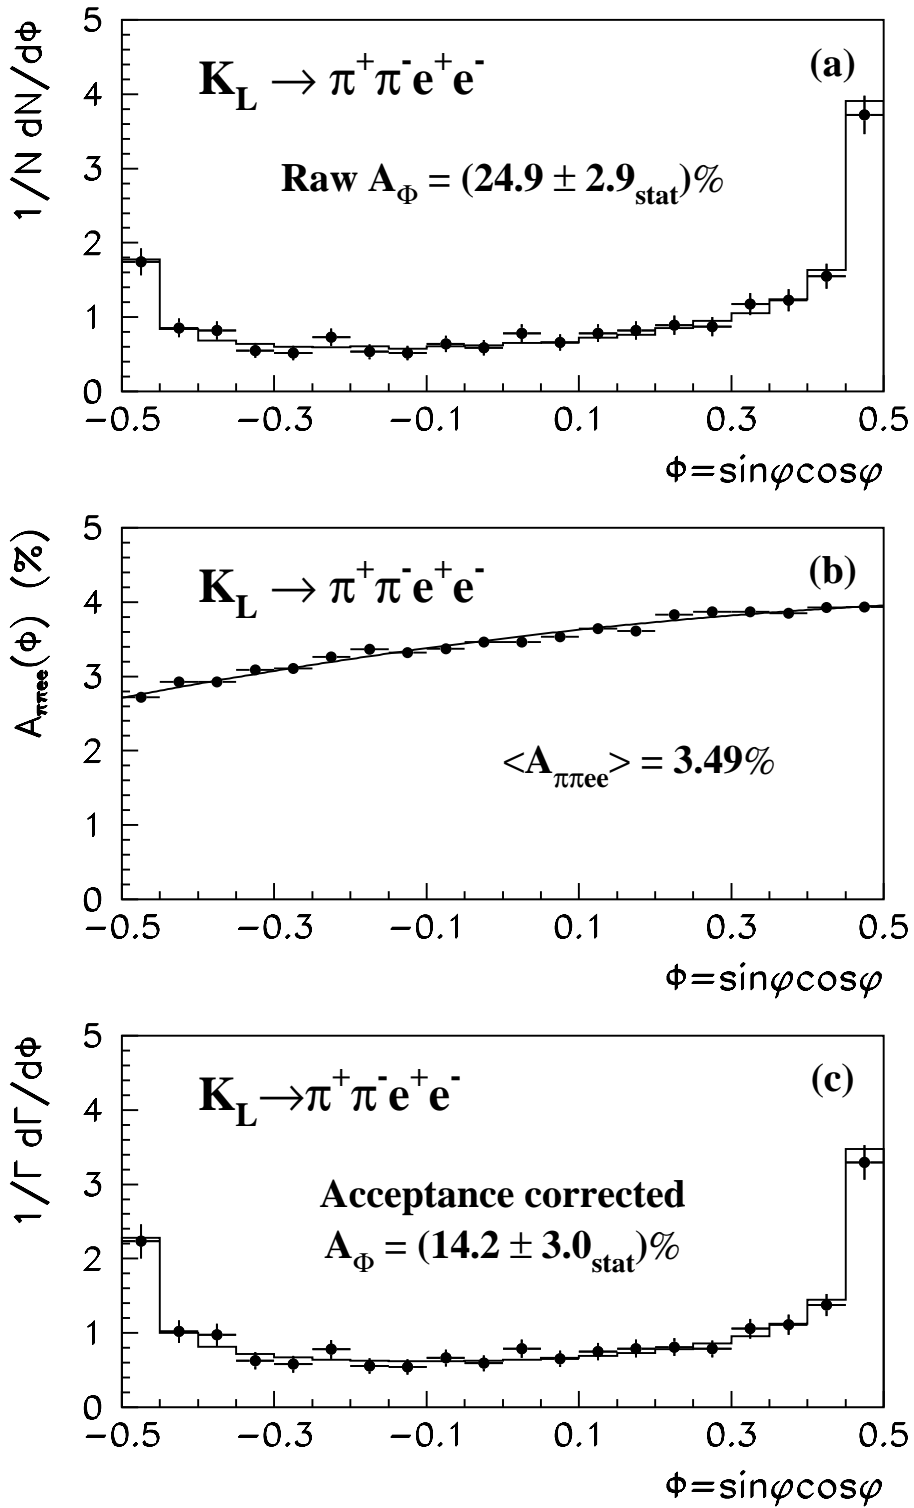 1/N dN/dΦ
5
4
3
2
1
0
K_L → π⁺π⁻e⁺e⁻
(a)
Raw A_Φ = (24.9 ± 2.9_stat)%
−0.5 −0.3 −0.1 0.1 0.3 0.5
Φ=sinφcosφ
A_ππee(Φ) (%)
5
4
3
2
1
0
K_L → π⁺π⁻e⁺e⁻
(b)
<A_ππee> = 3.49%
−0.5 −0.3 −0.1 0.1 0.3 0.5
Φ=sinφcosφ
1/Γ dΓ/dΦ
5
4
3
2
1
0
K_L→π⁺π⁻e⁺e⁻
(c)
Acceptance corrected
A_Φ = (14.2 ± 3.0_stat)%
−0.5 −0.3 −0.1 0.1 0.3 0.5
Φ=sinφcosφ